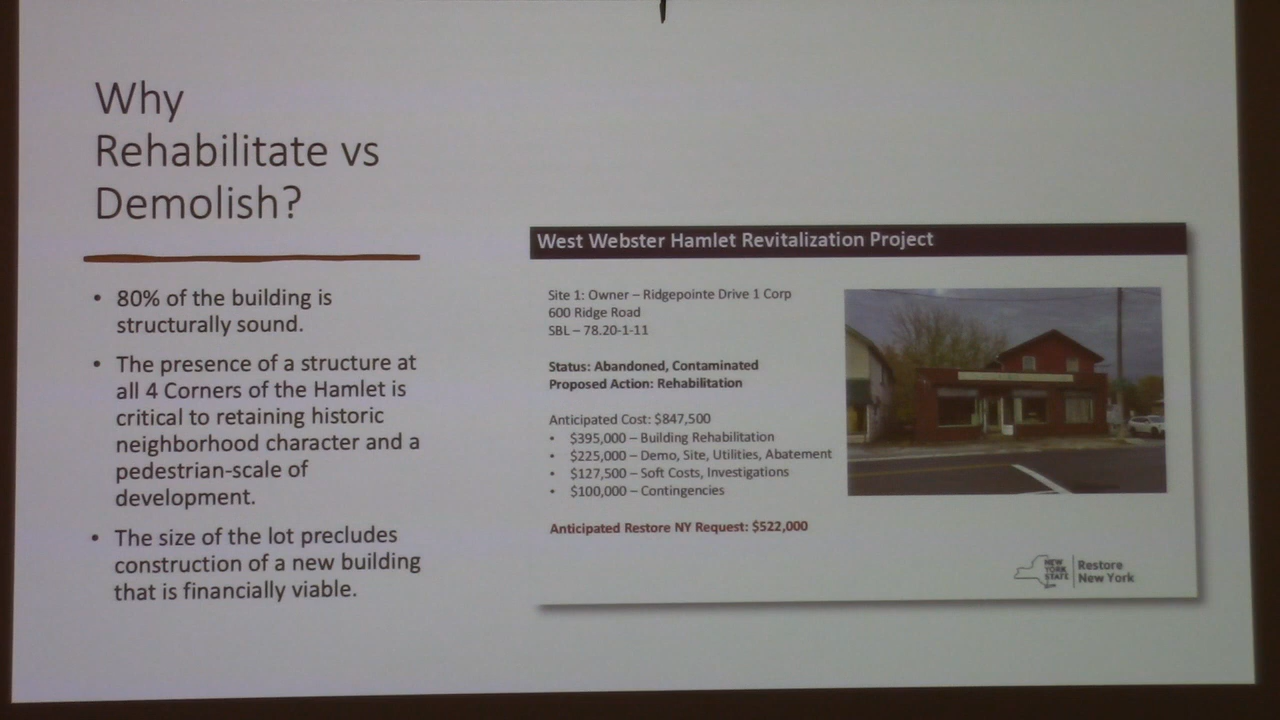 Why
Rehabilitate vs
Demolish?
• 80% of the building is
structurally sound.
• The presence of a structure at
all 4 Corners of the Hamlet is
critical to retaining historic
neighborhood character and a
pedestrian-scale of
development.
• The size of the lot precludes
construction of a new building
that is financially viable.
West Webster Hamlet Revitalization Project
Site 1: Owner – Ridgepointe Drive 1 Corp
600 Ridge Road
SBL – 78.20-1-11
Status: Abandoned, Contaminated
Proposed Action: Rehabilitation
Anticipated Cost: $847,500
• $395,000 – Building Rehabilitation
• $225,000 – Demo, Site, Utilities, Abatement
• $127,500 – Soft Costs, Investigations
• $100,000 – Contingencies
Anticipated Restore NY Request: $522,000
NEW
YORK
STATE
Restore
New York